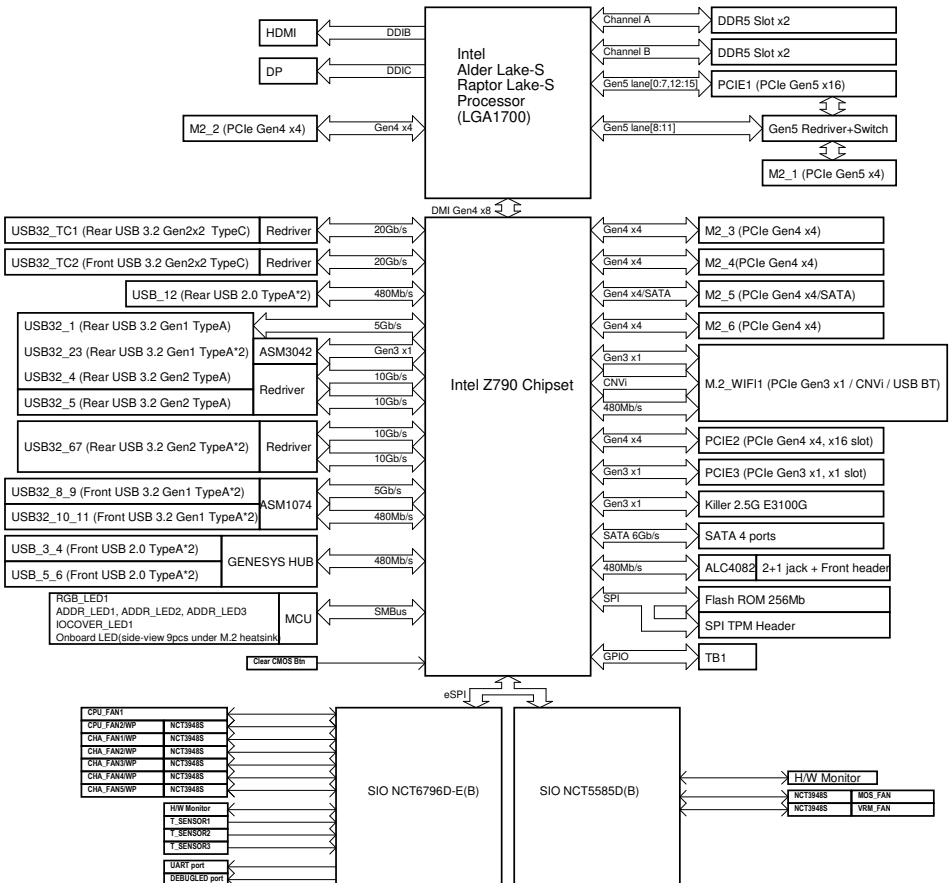 HDMI
DDIB
DP
DDIC
M2_2 (PCIe Gen4 x4)
Gen4 x4
Intel
Alder Lake-S
Raptor Lake-S
Processor
(LGA1700)
Channel A
DDR5 Slot x2
Channel B
DDR5 Slot x2
Gen5 lane[0:7,12:15]
PCIE1 (PCIe Gen5 x16)
Gen5 lane[8:11]
Gen5 Redriver+Switch
M2_1 (PCIe Gen5 x4)
DMI Gen4 x8
USB32_TC1 (Rear USB 3.2 Gen2x2 TypeC)
Redriver
20Gb/s
USB32_TC2 (Front USB 3.2 Gen2x2 TypeC)
Redriver
20Gb/s
USB_12 (Rear USB 2.0 TypeA*2)
480Mb/s
USB32_1 (Rear USB 3.2 Gen1 TypeA)
5Gb/s
USB32_23 (Rear USB 3.2 Gen1 TypeA*2)
ASM3042
Gen3 x1
USB32_4 (Rear USB 3.2 Gen2 TypeA)
10Gb/s
Redriver
USB32_5 (Rear USB 3.2 Gen2 TypeA)
10Gb/s
USB32_67 (Rear USB 3.2 Gen2 TypeA*2)
Redriver
10Gb/s
10Gb/s
USB32_8_9 (Front USB 3.2 Gen1 TypeA*2)
5Gb/s
ASM1074
USB32_10_11 (Front USB 3.2 Gen1 TypeA*2)
480Mb/s
USB_3_4 (Front USB 2.0 TypeA*2)
GENESYS HUB
480Mb/s
USB_5_6 (Front USB 2.0 TypeA*2)
RGB_LED1
ADDR_LED1, ADDR_LED2, ADDR_LED3
IOCOVER_LED1
Onboard LED(side-view 9pcs under M.2 heatsink)
MCU
SMBus
Clear CMOS Btn
Intel Z790 Chipset
Gen4 x4
M2_3 (PCIe Gen4 x4)
Gen4 x4
M2_4(PCIe Gen4 x4)
Gen4 x4/SATA
M2_5 (PCIe Gen4 x4/SATA)
Gen4 x4
M2_6 (PCIe Gen4 x4)
Gen3 x1
CNVi
480Mb/s
M.2_WIFI1 (PCIe Gen3 x1 / CNVi / USB BT)
Gen4 x4
PCIE2 (PCIe Gen4 x4, x16 slot)
Gen3 x1
PCIE3 (PCIe Gen3 x1, x1 slot)
Gen3 x1
Killer 2.5G E3100G
SATA 6Gb/s
SATA 4 ports
480Mb/s
ALC4082
2+1 jack + Front header
SPI
Flash ROM 256Mb
SPI TPM Header
GPIO
TB1
eSPI
CPU_FAN1
CPU_FAN2/WP
NCT3948S
CHA_FAN1/WP
NCT3948S
CHA_FAN2/WP
NCT3948S
CHA_FAN3/WP
NCT3948S
CHA_FAN4/WP
NCT3948S
CHA_FAN5/WP
NCT3948S
H/W Monitor
T_SENSOR1
T_SENSOR2
T_SENSOR3
UART port
DEBUGLED port
SIO NCT6796D-E(B)
SIO NCT5585D(B)
H/W Monitor
NCT3948S
MOS_FAN
NCT3948S
VRM_FAN